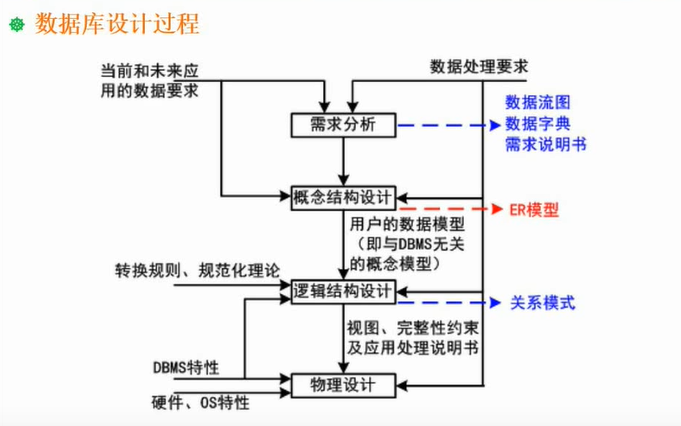 数据库设计过程
当前和未来应
用的数据要求
数据处理要求
需求分析
数据流图
数据字典
需求说明书
概念结构设计
ER模型
用户的数据模型
（即与DBMS无关
的概念模型）
转换规则、规范化理论
逻辑结构设计
关系模式
视图、完整性约束
及应用处理说明书
DBMS特性
物理设计
硬件、OS特性